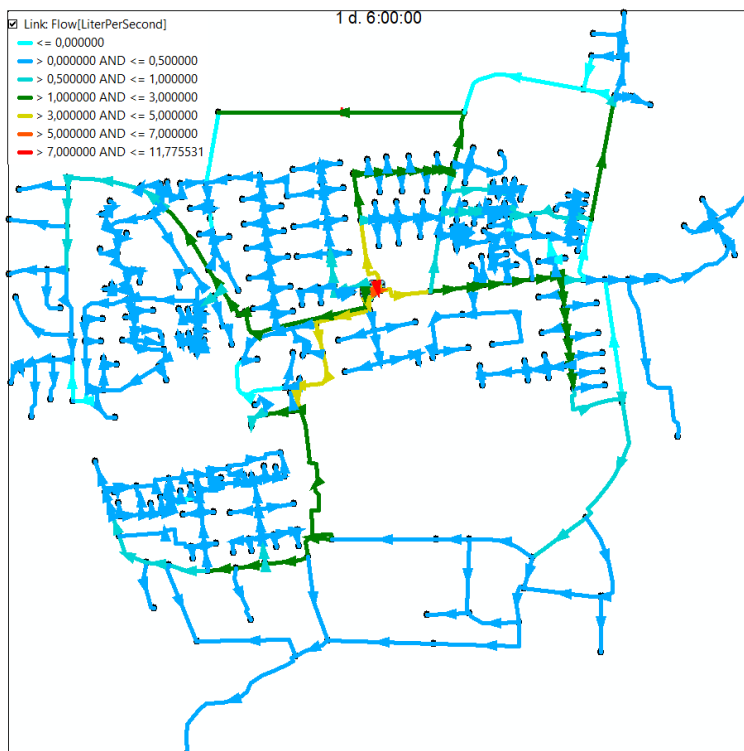 1 d. 6:00:00
Link: Flow[LiterPerSecond]
<= 0,000000
> 0,000000 AND <= 0,500000
> 0,500000 AND <= 1,000000
> 1,000000 AND <= 3,000000
> 3,000000 AND <= 5,000000
> 5,000000 AND <= 7,000000
> 7,000000 AND <= 11,775531